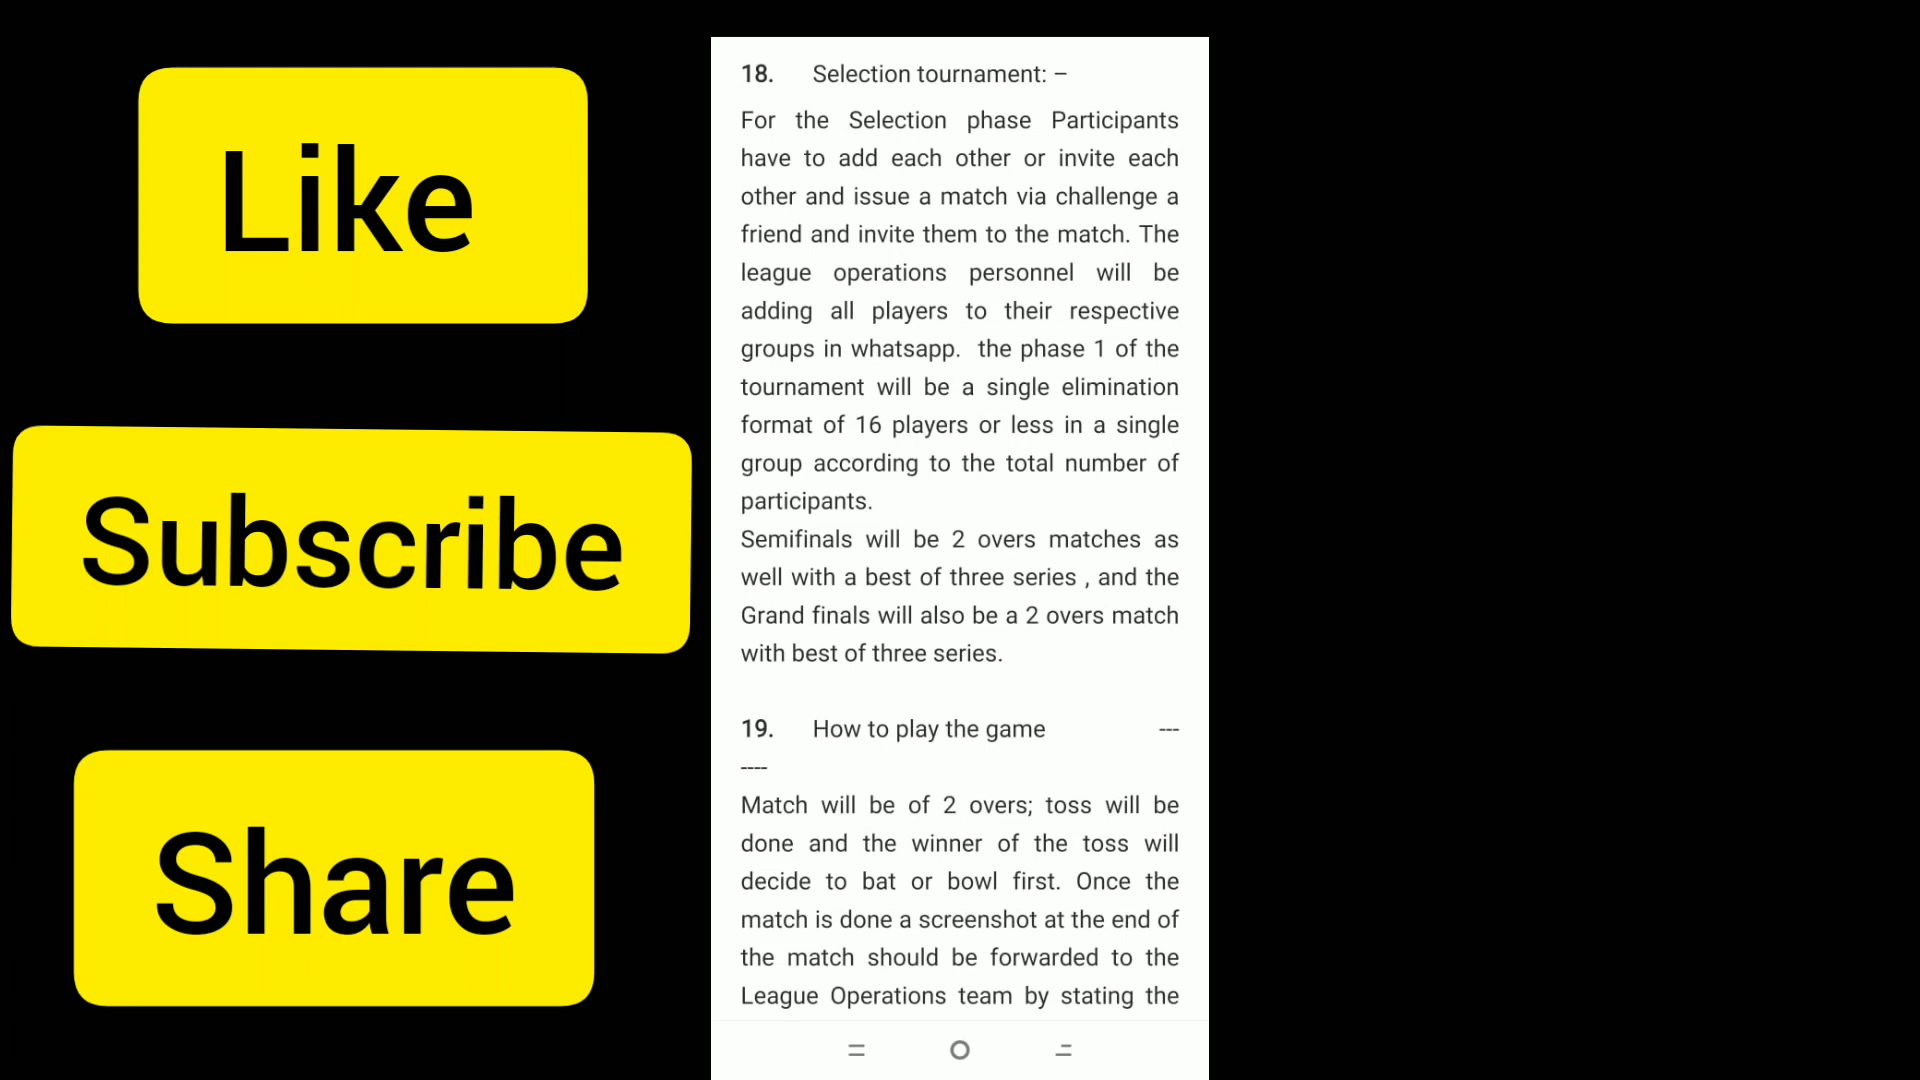 Like
Subscribe
Share
18. Selection tournament: –
For the Selection phase Participants
have to add each other or invite each
other and issue a match via challenge a
friend and invite them to the match. The
league operations personnel will be
adding all players to their respective
groups in whatsapp. the phase 1 of the
tournament will be a single elimination
format of 16 players or less in a single
group according to the total number of
participants.
Semifinals will be 2 overs matches as
well with a best of three series , and the
Grand finals will also be a 2 overs match
with best of three series.
19. How to play the game ---
----
Match will be of 2 overs; toss will be
done and the winner of the toss will
decide to bat or bowl first. Once the
match is done a screenshot at the end of
the match should be forwarded to the
League Operations team by stating the